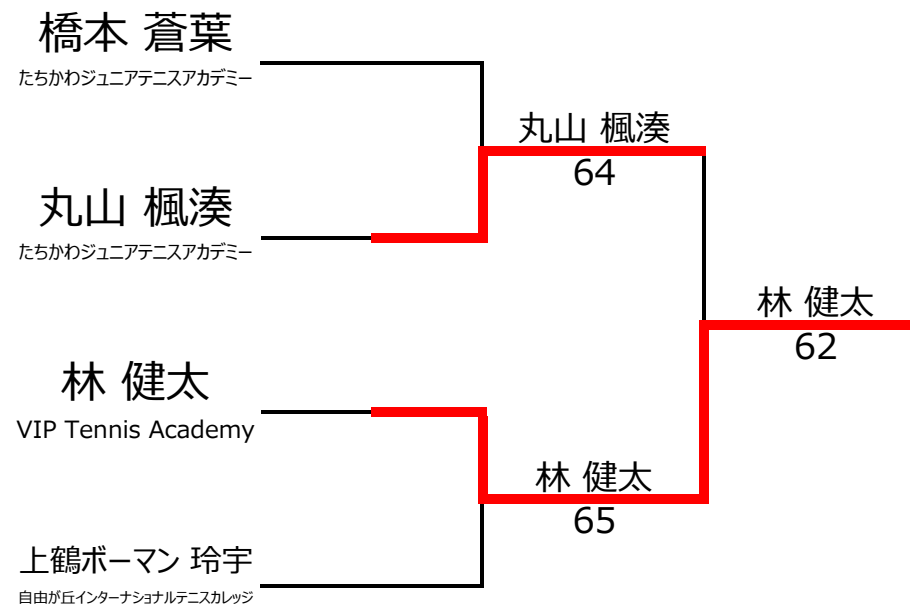 橋本 蒼葉
たちかわジュニアテニスアカデミー
丸山 楓湊
64
丸山 楓湊
たちかわジュニアテニスアカデミー
林 健太
62
林 健太
VIP Tennis Academy
林 健太
65
上鶴ボーマン 玲宇
自由が丘インターナショナルテニスカレッジ